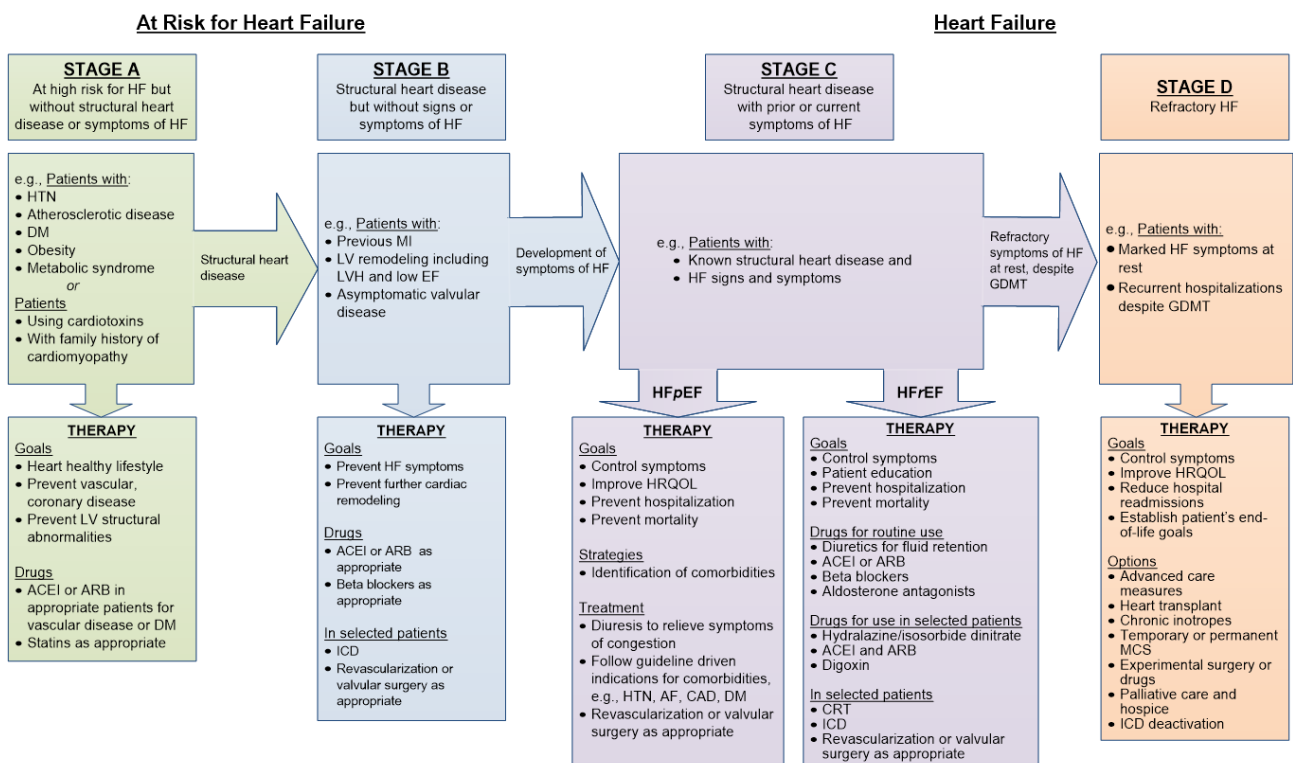 At Risk for Heart Failure
Heart Failure
STAGE A
At high risk for HF but
without structural heart
disease or symptoms of HF
STAGE B
Structural heart disease
but without signs or
symptoms of HF
STAGE C
Structural heart disease
with prior or current
symptoms of HF
STAGE D
Refractory HF
e.g., Patients with:
• HTN
• Atherosclerotic disease
• DM
• Obesity
• Metabolic syndrome
or
Patients
• Using cardiotoxins
• With family history of
cardiomyopathy
Structural heart
disease
e.g., Patients with:
• Previous MI
• LV remodeling including
LVH and low EF
• Asymptomatic valvular
disease
Development of
symptoms of HF
e.g., Patients with:
• Known structural heart disease and
• HF signs and symptoms
Refractory
symptoms of HF
at rest, despite
GDMT
e.g., Patients with:
• Marked HF symptoms at
rest
• Recurrent hospitalizations
despite GDMT
HFpEF
HFrEF
THERAPY
Goals
• Heart healthy lifestyle
• Prevent vascular,
coronary disease
• Prevent LV structural
abnormalities
Drugs
• ACEI or ARB in
appropriate patients for
vascular disease or DM
• Statins as appropriate
THERAPY
Goals
• Prevent HF symptoms
• Prevent further cardiac
remodeling
Drugs
• ACEI or ARB as
appropriate
• Beta blockers as
appropriate
In selected patients
• ICD
• Revascularization or
valvular surgery as
appropriate
THERAPY
Goals
• Control symptoms
• Improve HRQOL
• Prevent hospitalization
• Prevent mortality
Strategies
• Identification of comorbidities
Treatment
• Diuresis to relieve symptoms
of congestion
• Follow guideline driven
indications for comorbidities,
e.g., HTN, AF, CAD, DM
• Revascularization or valvular
surgery as appropriate
THERAPY
Goals
• Control symptoms
• Patient education
• Prevent hospitalization
• Prevent mortality
Drugs for routine use
• Diuretics for fluid retention
• ACEI or ARB
• Beta blockers
• Aldosterone antagonists
Drugs for use in selected patients
• Hydralazine/isosorbide dinitrate
• ACEI and ARB
• Digoxin
In selected patients
• CRT
• ICD
• Revascularization or valvular
surgery as appropriate
THERAPY
Goals
• Control symptoms
• Improve HRQOL
• Reduce hospital
readmissions
• Establish patient's end-
of-life goals
Options
• Advanced care
measures
• Heart transplant
• Chronic inotropes
• Temporary or permanent
MCS
• Experimental surgery or
drugs
• Palliative care and
hospice
• ICD deactivation